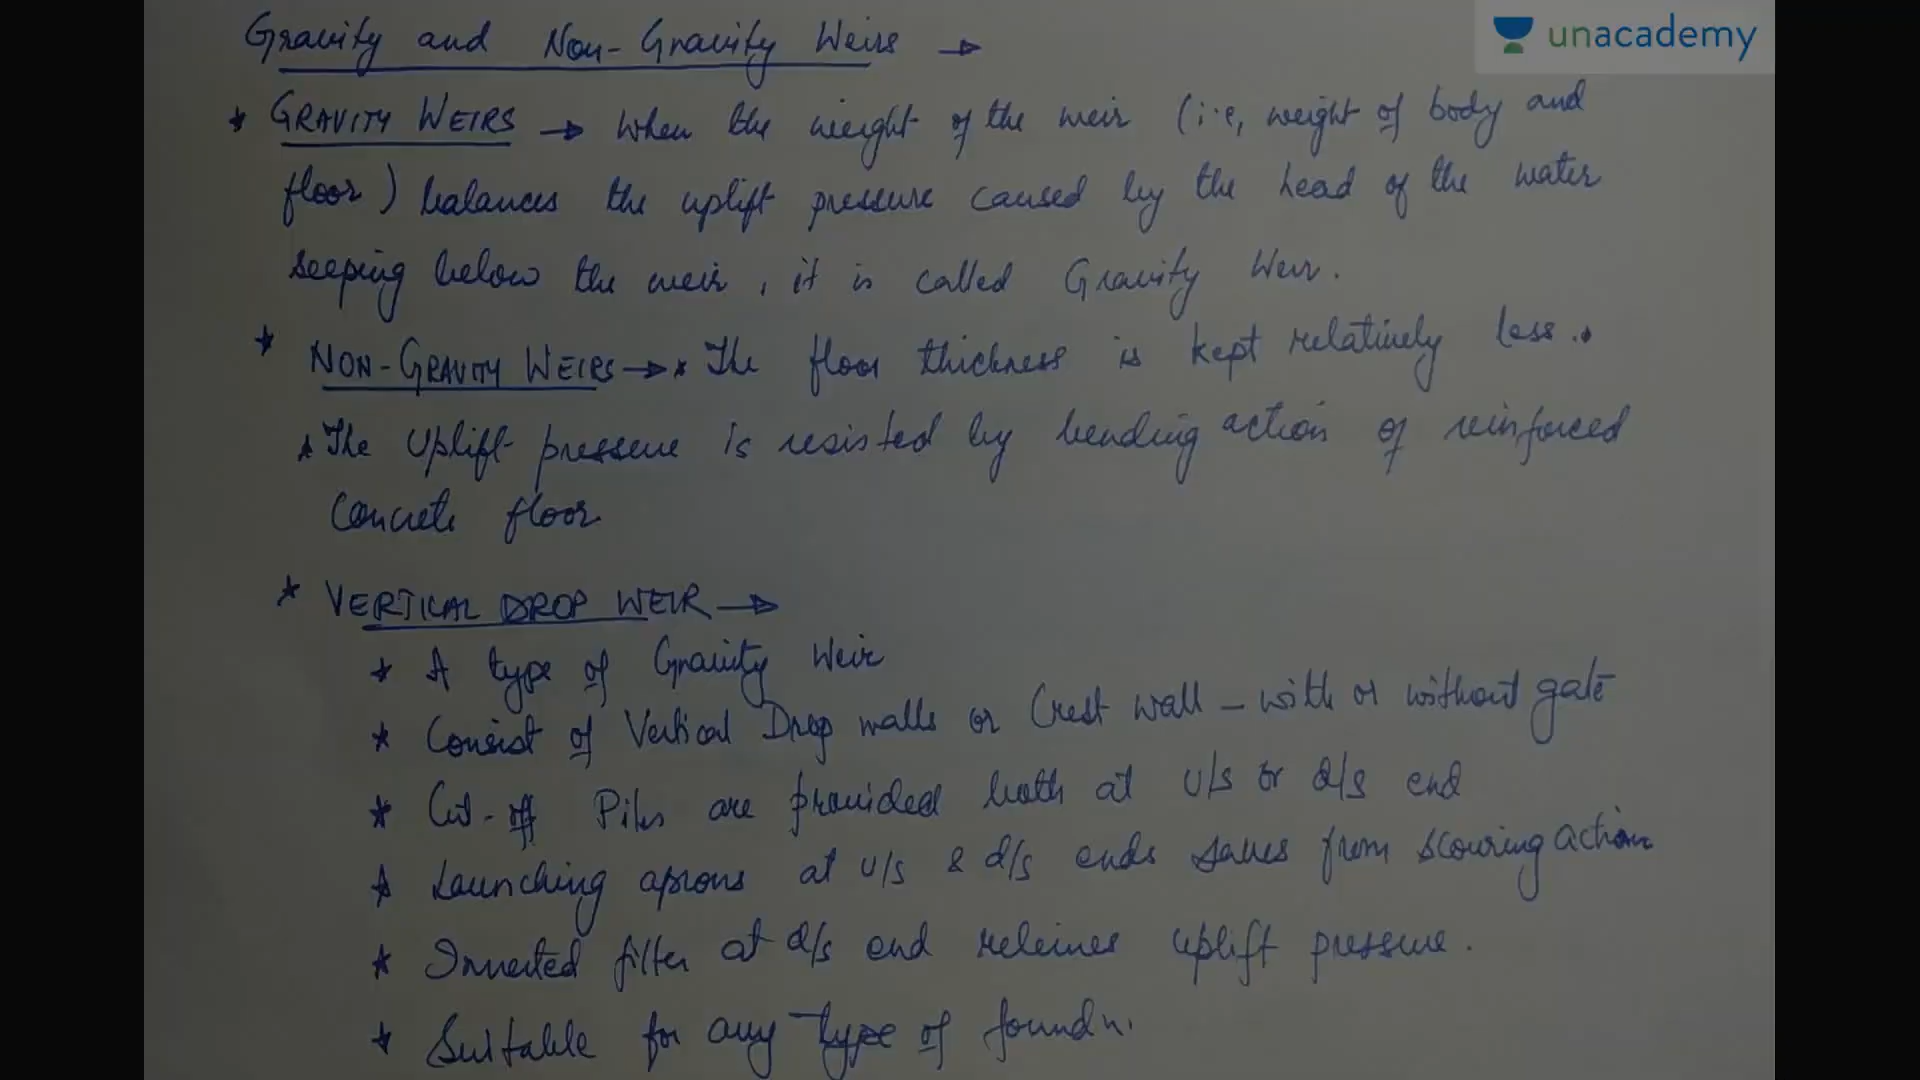 unacademy
Gravity and Non-Gravity Weirs →
* GRAVITY WEIRS → When the weight of the weir (i.e, weight of body and
floor) balances the uplift pressure caused by the head of the water
seeping below the weir, it is called Gravity Weir.
* NON-GRAVITY WEIRS → * The floor thickness is kept relatively less.
* The Uplift pressure is resisted by bending action of reinforced
Concrete floor
* VERTICAL DROP WEIR →
* A type of Gravity Weir
* Consist of Vertical Drop walls or Crest wall – with or without gate
* Cut-off Piles are provided both at U/S or d/s end
* Launching aprons at U/S & d/s ends saves from scouring action
* Inverted filter at d/s end releives uplift pressure.
* Suitable for any type of foundn.